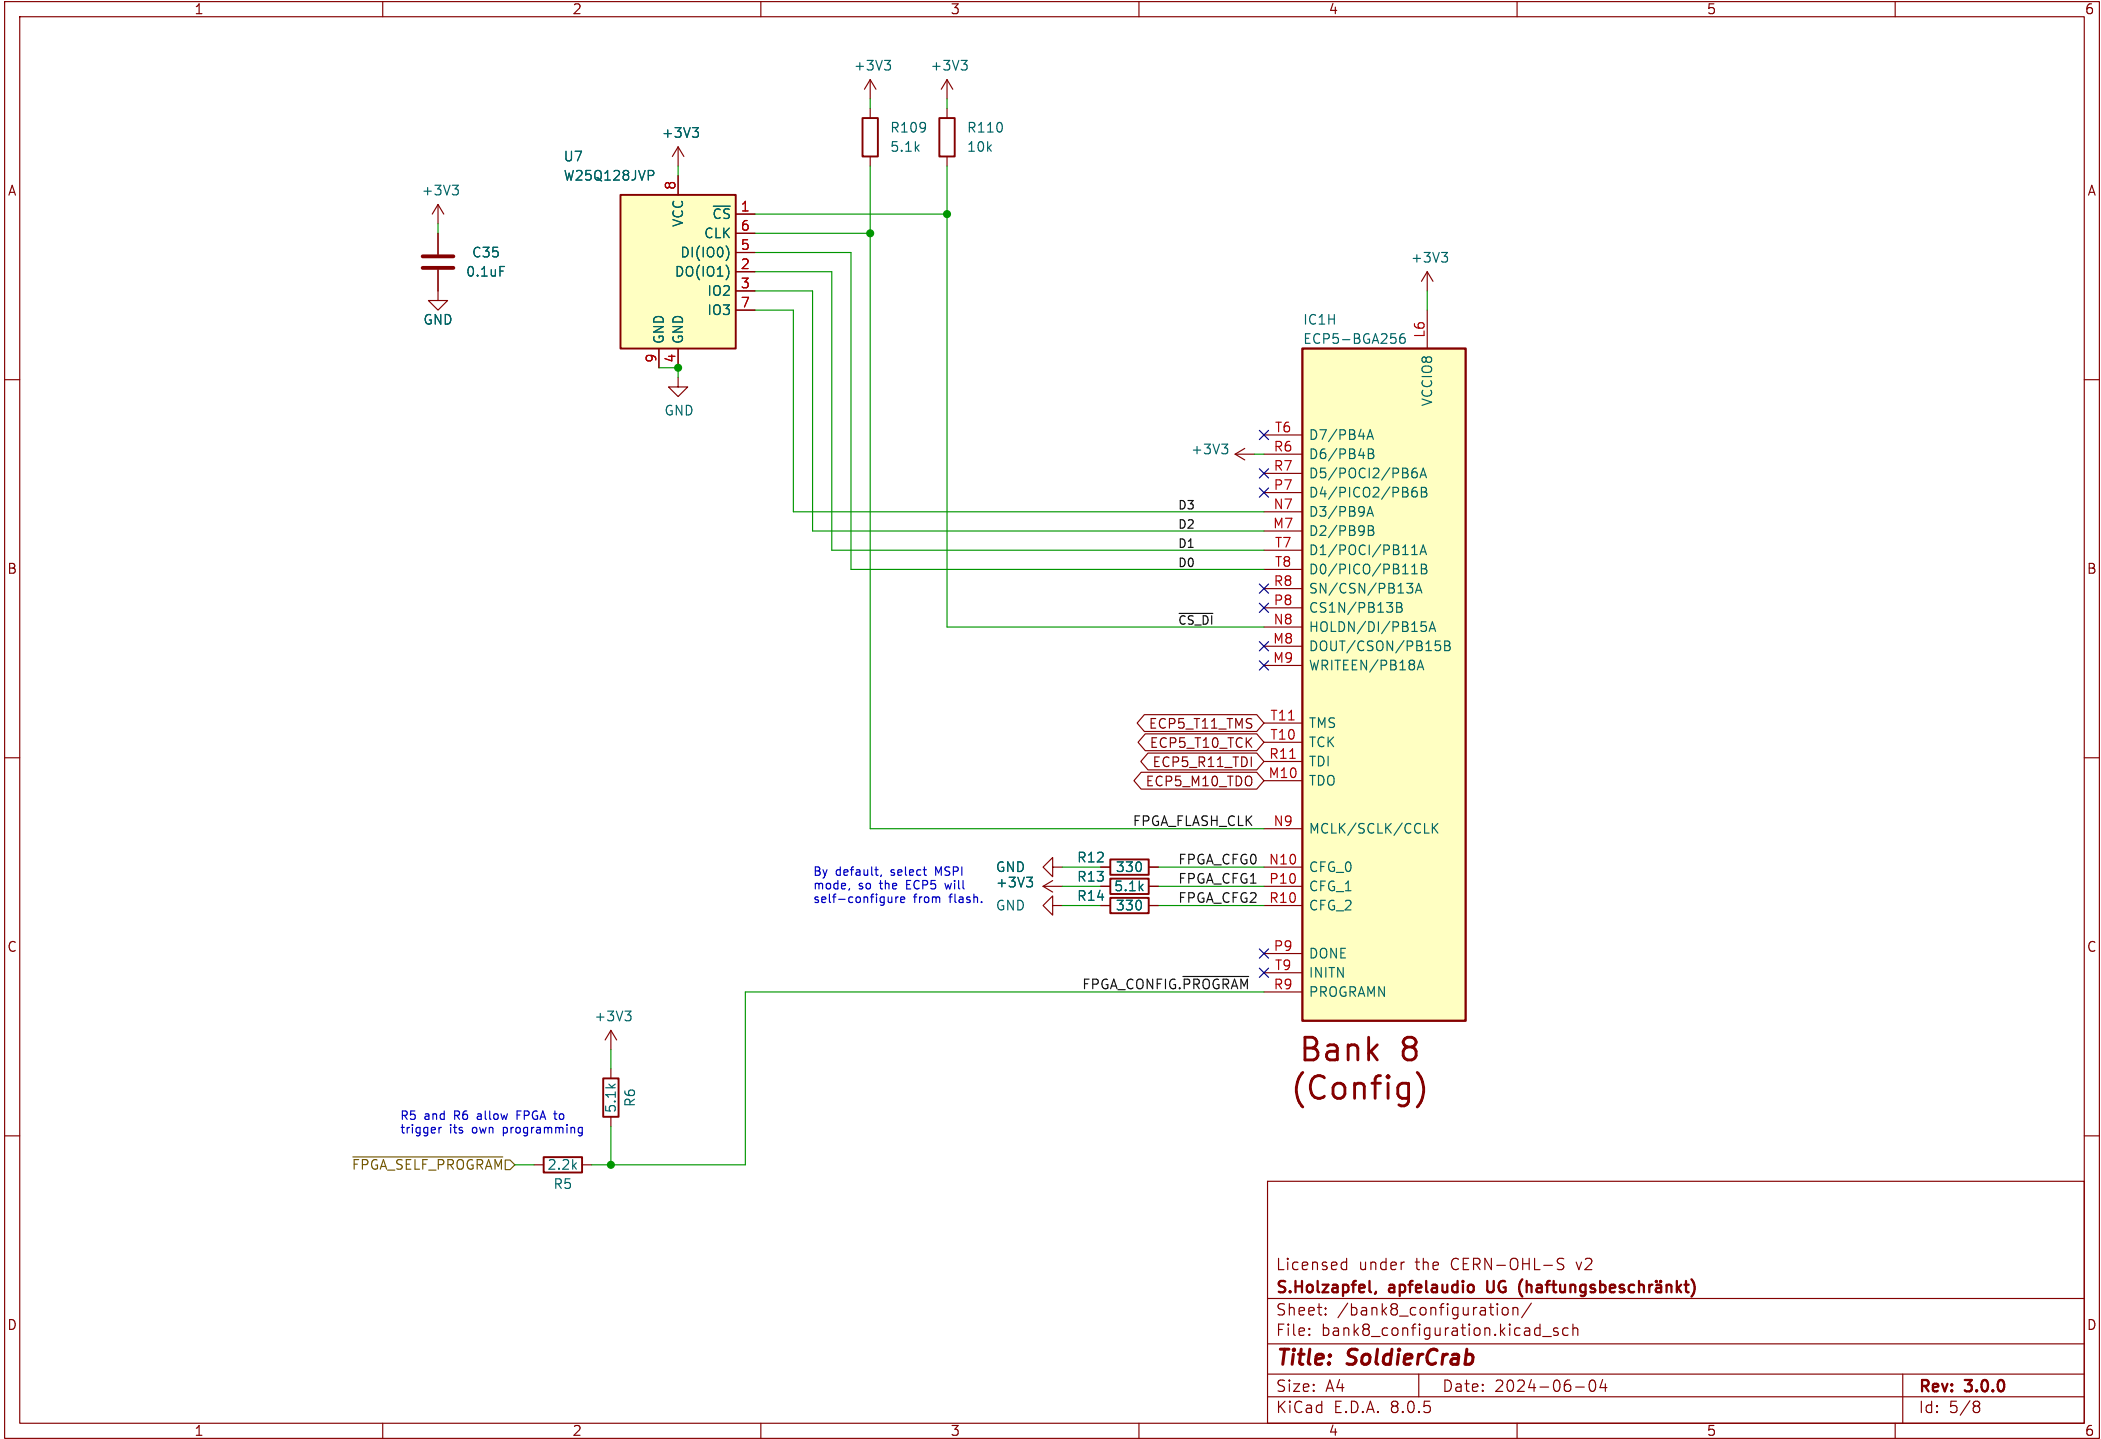 1 2 3 4 5 6
+3V3 +3V3
R109
5.1k
R110
10k
+3V3
U7
W25Q128JVP
8
VCC
CS 1
CLK 6
DI(IO0) 5
DO(IO1) 2
IO2 3
IO3 7
GND GND
9 4
GND
A A
+3V3
C35
0.1uF
GND
+3V3
IC1H
ECP5-BGA256
L6
VCCIO8
T6 D7/PB4A
+3V3 R6 D6/PB4B
R7 D5/POCI2/PB6A
P7 D4/PICO2/PB6B
D3 N7 D3/PB9A
D2 M7 D2/PB9B
D1 T7 D1/POCI/PB11A
D0 T8 D0/PICO/PB11B
R8 SN/CSN/PB13A
P8 CS1N/PB13B
CS_DI N8 HOLDN/DI/PB15A
M8 DOUT/CSON/PB15B
M9 WRITEEN/PB18A
B B
ECP5_T11_TMS T11 TMS
ECP5_T10_TCK T10 TCK
ECP5_R11_TDI R11 TDI
ECP5_M10_TDO M10 TDO
FPGA_FLASH_CLK N9 MCLK/SCLK/CCLK
By default, select MSPI
mode, so the ECP5 will
self-configure from flash.
GND R12 330 FPGA_CFG0 N10 CFG_0
+3V3 R13 5.1k FPGA_CFG1 P10 CFG_1
GND R14 330 FPGA_CFG2 R10 CFG_2
C C
P9 DONE
T9 INITN
FPGA_CONFIG.PROGRAM R9 PROGRAMN
Bank 8
(Config)
+3V3
5.1k R6
R5 and R6 allow FPGA to
trigger its own programming
FPGA_SELF_PROGRAM 2.2k
R5
Licensed under the CERN-OHL-S v2
S.Holzapfel, apfelaudio UG (haftungsbeschränkt)
Sheet: /bank8_configuration/
File: bank8_configuration.kicad_sch
D D
Title: SoldierCrab
Size: A4 Date: 2024-06-04 Rev: 3.0.0
KiCad E.D.A. 8.0.5 Id: 5/8
1 2 3 4 5 6